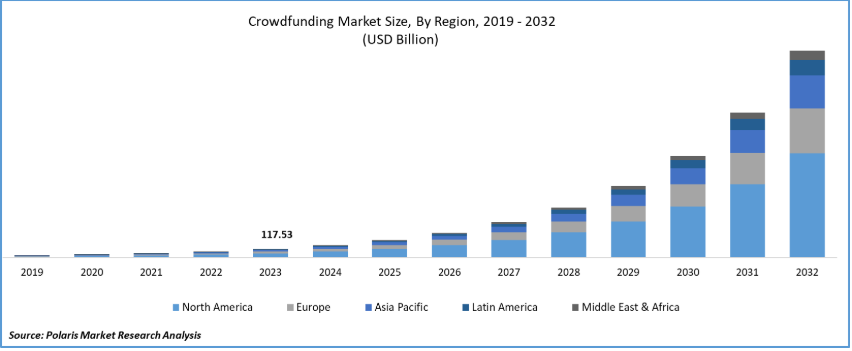 Crowdfunding Market Size, By Region, 2019 - 2032
(USD Billion)
117.53
2019 2020 2021 2022 2023 2024 2025 2026 2027 2028 2029 2030 2031 2032
North America Europe Asia Pacific Latin America Middle East & Africa
Source: Polaris Market Research Analysis